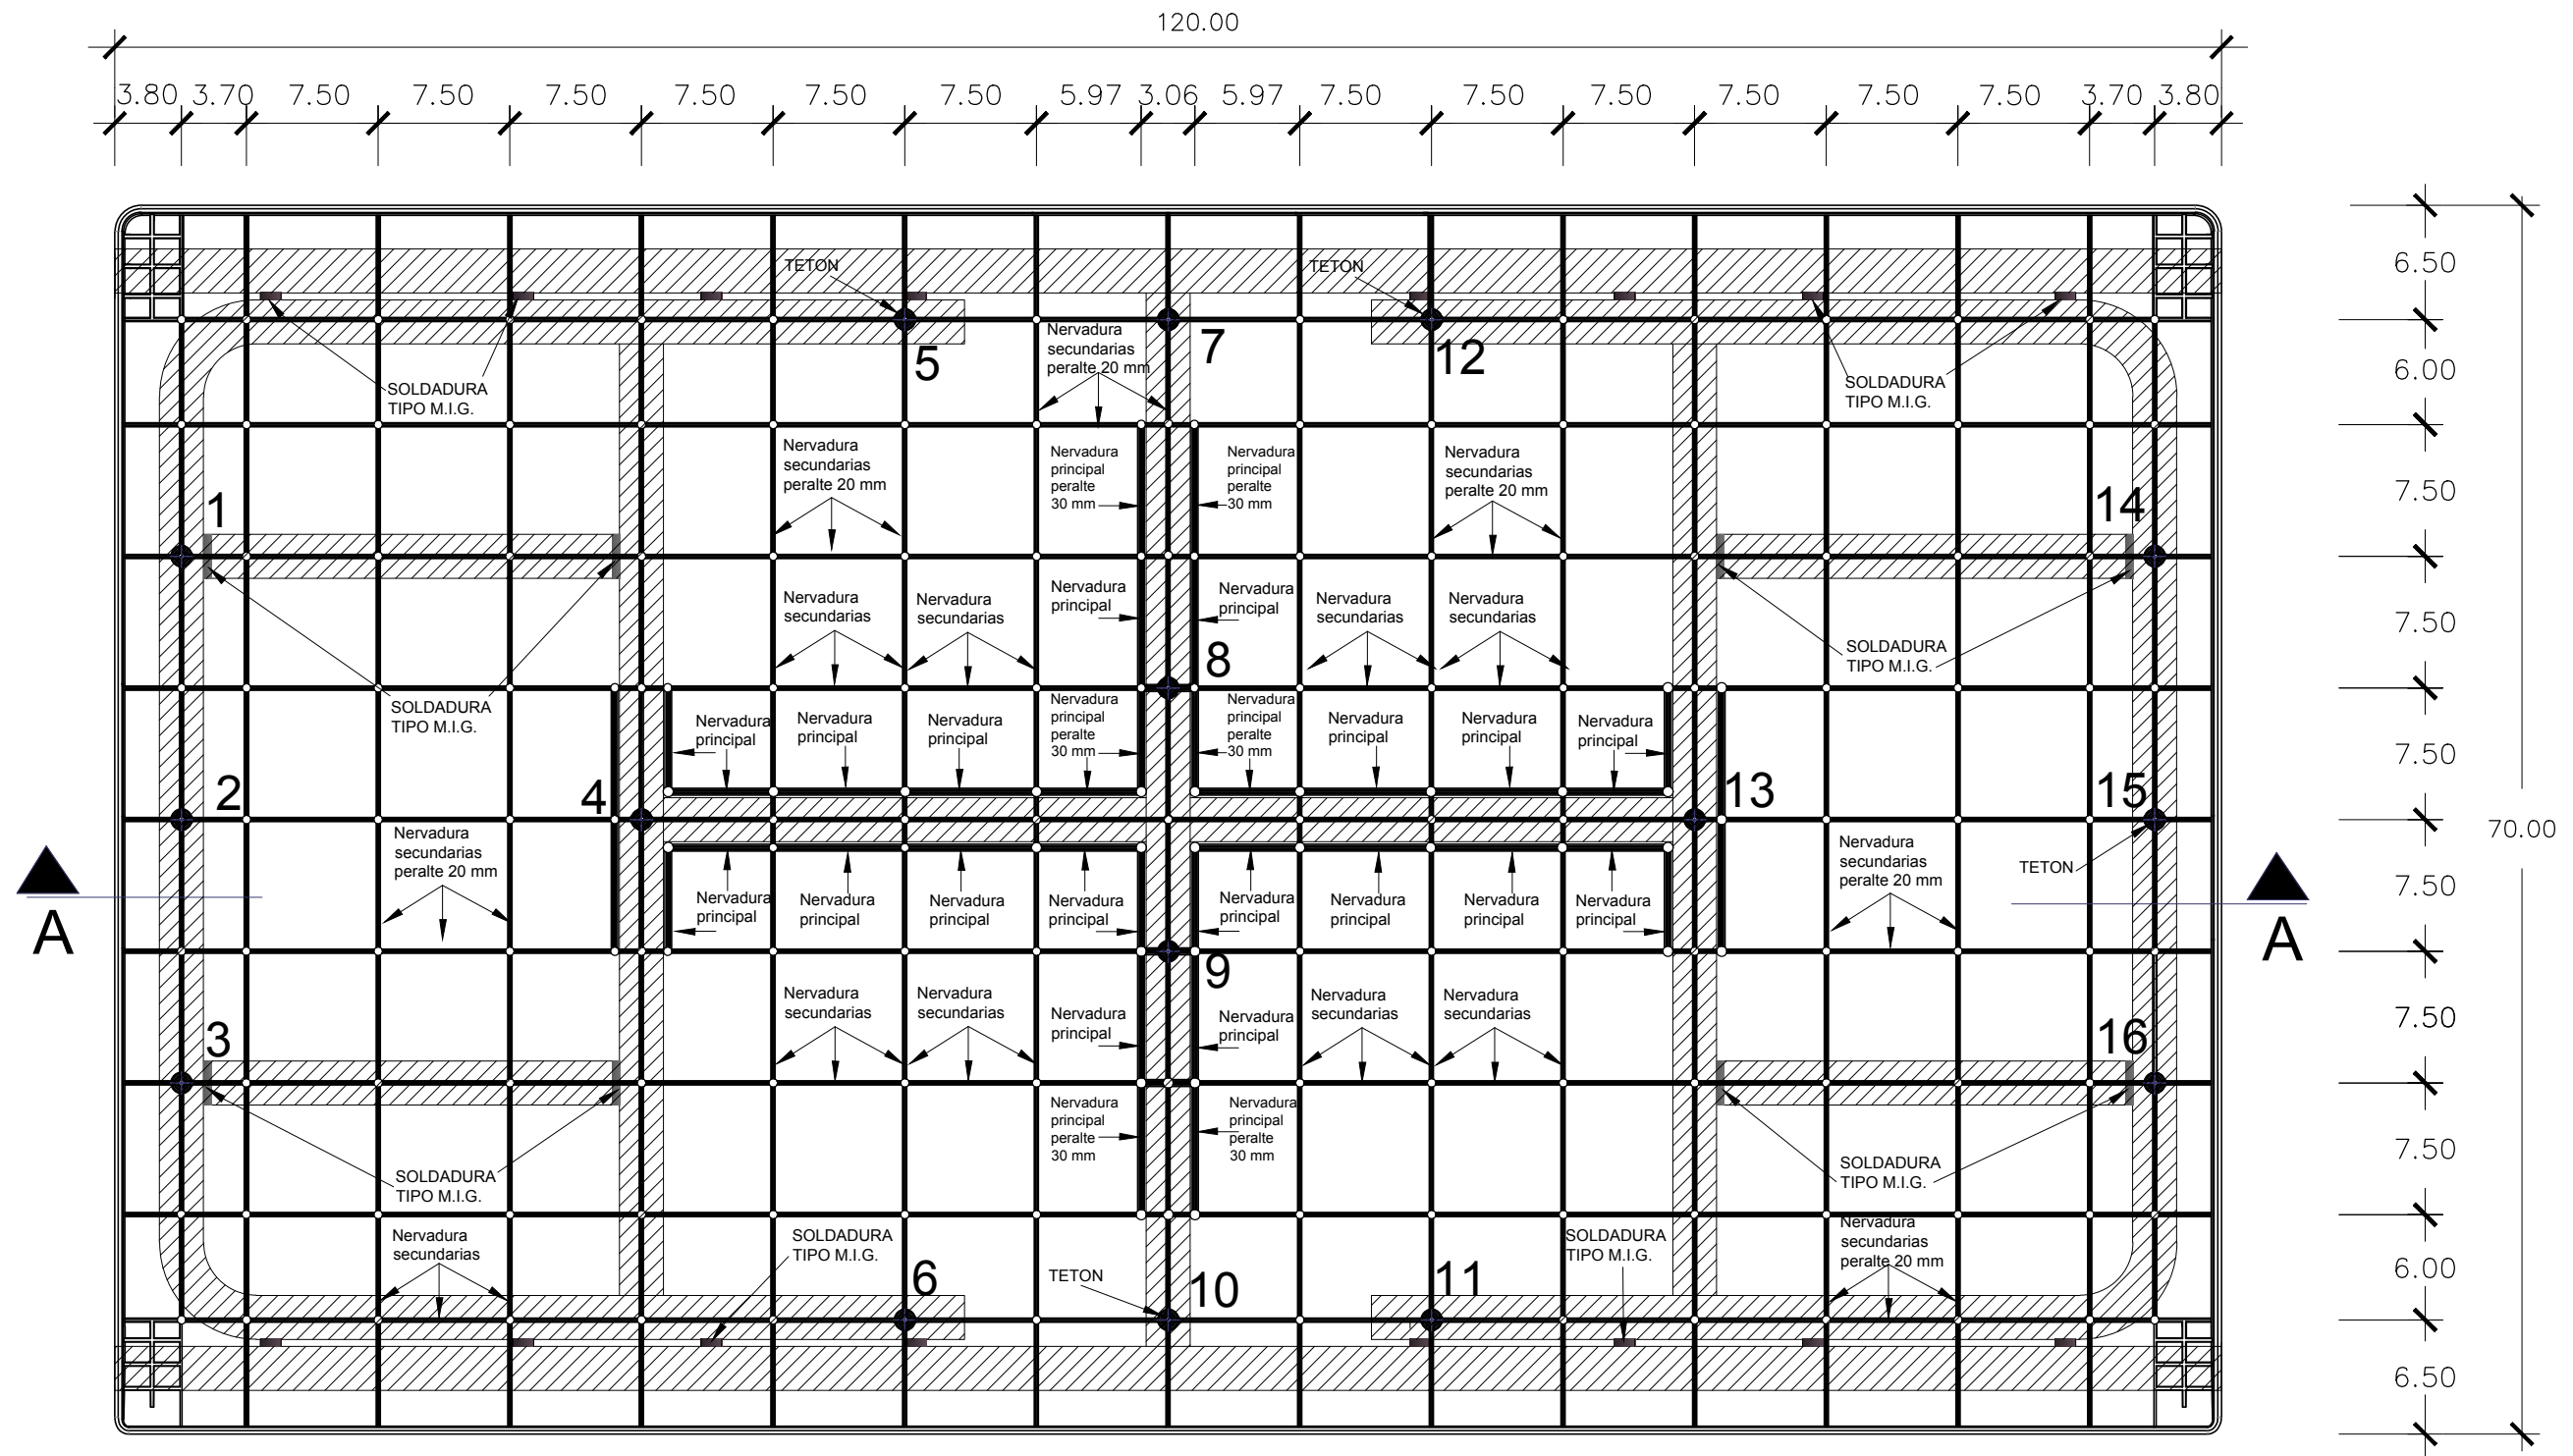 120.00
3.80 3.70 7.50 7.50 7.50 7.50 7.50 7.50 5.97 3.06 5.97 7.50 7.50 7.50 7.50 7.50 7.50 3.70 3.80
6.50
TETON
TETON
Nervadura
secundarias
peralte 20 mm
5
7
12
6.00
SOLDADURA
TIPO M.I.G.
SOLDADURA
TIPO M.I.G.
Nervadura
secundarias
peralte 20 mm
Nervadura
principal
peralte
30 mm
Nervadura
principal
peralte
30 mm
Nervadura
secundarias
peralte 20 mm
7.50
1
14
Nervadura
secundarias
Nervadura
secundarias
Nervadura
principal
Nervadura
principal
Nervadura
secundarias
Nervadura
secundarias
7.50
8
SOLDADURA
TIPO M.I.G.
SOLDADURA
TIPO M.I.G.
Nervadura
principal
Nervadura
principal
Nervadura
principal
Nervadura
principal
peralte
30 mm
Nervadura
principal
peralte
30 mm
Nervadura
principal
Nervadura
principal
Nervadura
principal
7.50
2
4
13
15
70.00
Nervadura
secundarias
peralte 20 mm
Nervadura
secundarias
peralte 20 mm
TETON
7.50
A
A
Nervadura
principal
Nervadura
principal
Nervadura
principal
Nervadura
principal
Nervadura
principal
Nervadura
principal
Nervadura
principal
Nervadura
principal
9
Nervadura
secundarias
Nervadura
secundarias
Nervadura
principal
Nervadura
principal
Nervadura
secundarias
Nervadura
secundarias
7.50
3
16
Nervadura
principal
peralte
30 mm
Nervadura
principal
peralte
30 mm
7.50
SOLDADURA
TIPO M.I.G.
SOLDADURA
TIPO M.I.G.
Nervadura
secundarias
SOLDADURA
TIPO M.I.G.
SOLDADURA
TIPO M.I.G.
Nervadura
secundarias
peralte 20 mm
6.00
6
TETON
10
11
6.50